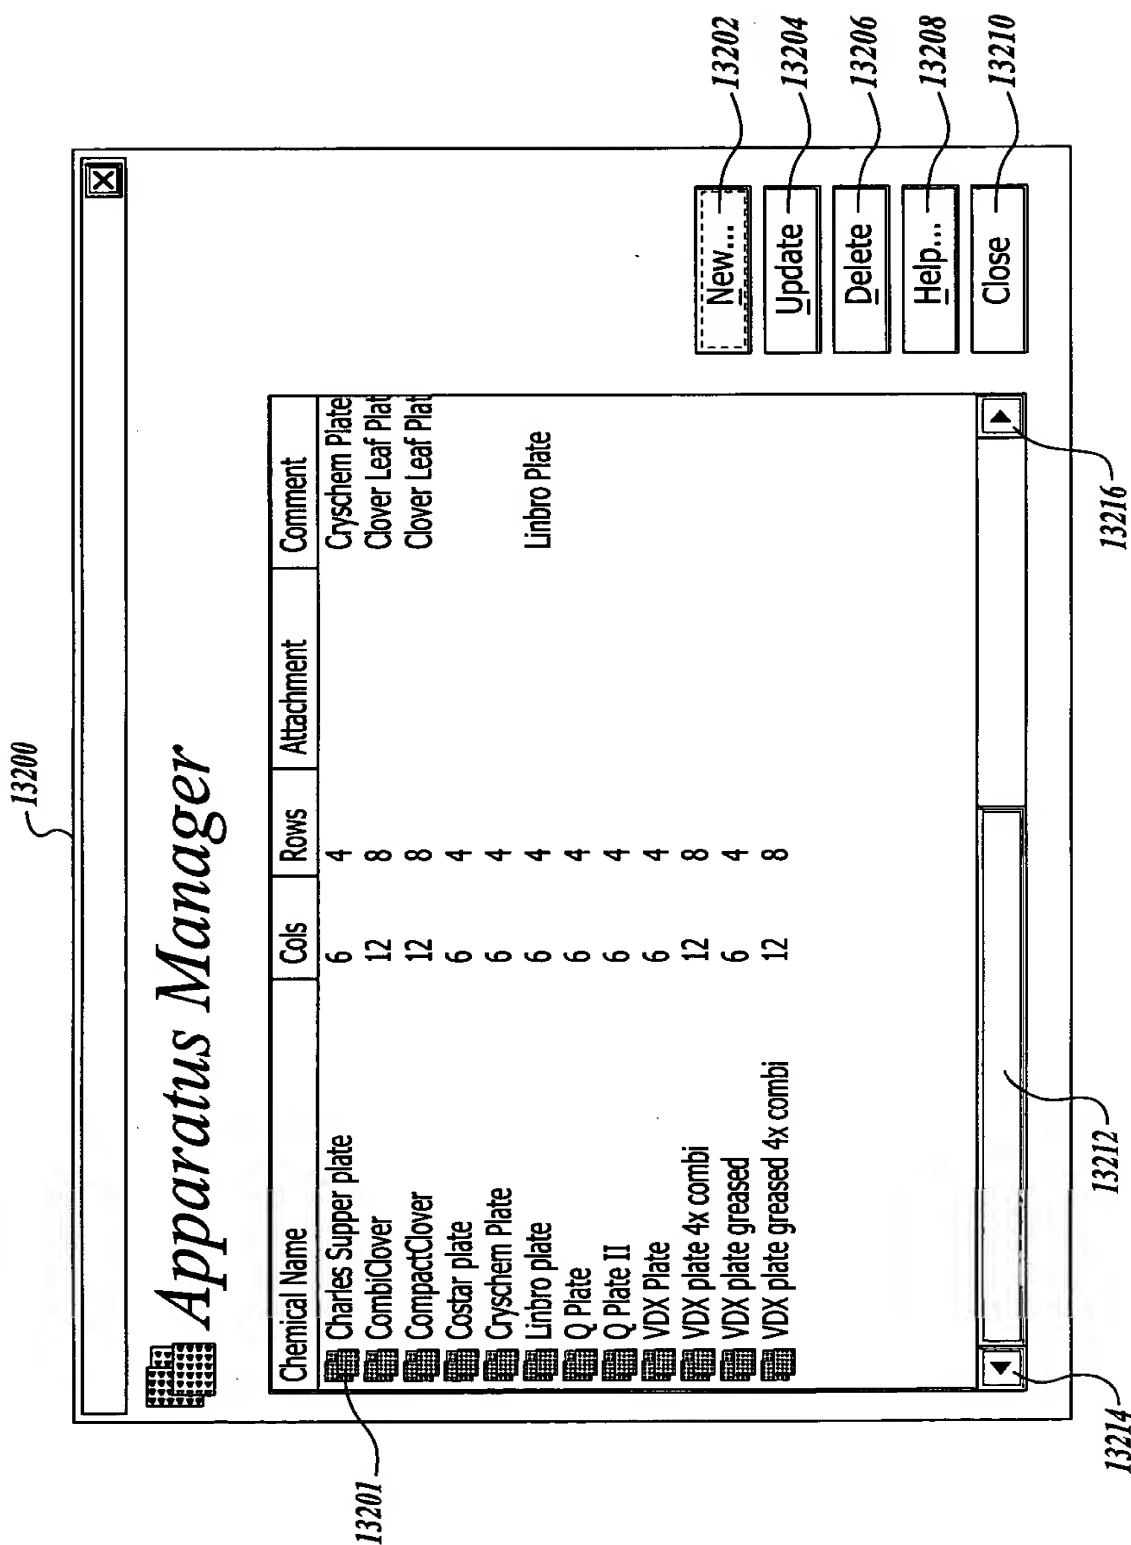 13200
Apparatus Manager
Chemical Name Cols Rows Attachment Comment
Charles Supper plate 6 4 Cryschem Plate
CombiClover 12 8 Clover Leaf Plat
CompactClover 12 8 Clover Leaf Plat
Costar plate 6 4
Cryschem Plate 6 4
Linbro plate 6 4 Linbro Plate
Q Plate 6 4
Q Plate II 6 4
VDX Plate 6 4
VDX plate 4x combi 12 8
VDX plate greased 6 4
VDX plate greased 4x combi 12 8
13201
New... 13202
Update 13204
Delete 13206
Help... 13208
Close 13210
13214
13212
13216